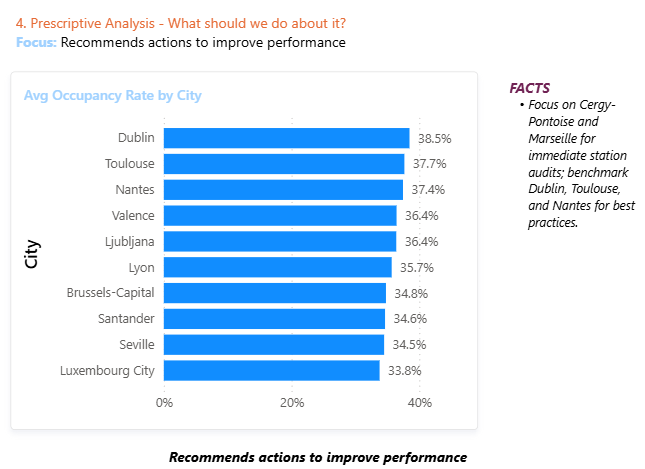 4. Prescriptive Analysis - What should we do about it?
Focus: Recommends actions to improve performance
Avg Occupancy Rate by City
City
Dublin 38.5%
Toulouse 37.7%
Nantes 37.4%
Valence 36.4%
Ljubljana 36.4%
Lyon 35.7%
Brussels-Capital 34.8%
Santander 34.6%
Seville 34.5%
Luxembourg City 33.8%
0% 20% 40%
FACTS
• Focus on Cergy-
Pontoise and
Marseille for
immediate station
audits; benchmark
Dublin, Toulouse,
and Nantes for best
practices.
Recommends actions to improve performance